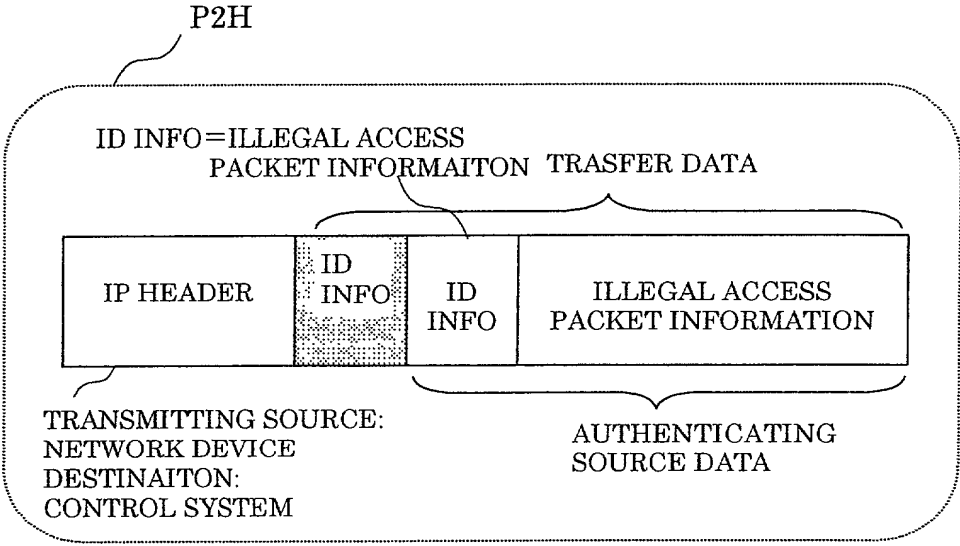 P2H
ID INFO=ILLEGAL ACCESS
PACKET INFORMAITON
TRASFER DATA
IP HEADER
ID
INFO
ID
INFO
ILLEGAL ACCESS
PACKET INFORMATION
TRANSMITTING SOURCE:
NETWORK DEVICE
DESTINAITON:
CONTROL SYSTEM
AUTHENTICATING
SOURCE DATA